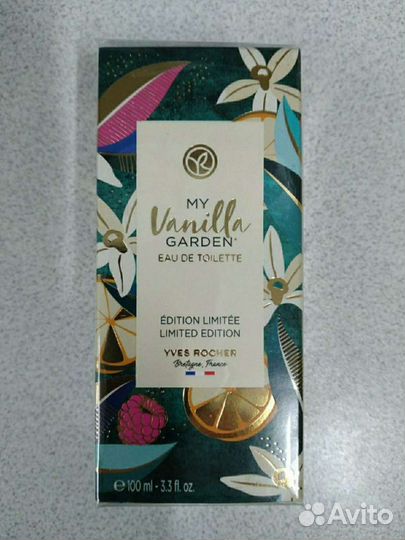 MY
Vanilla
GARDEN*
EAU DE TOILETTE
ÉDITION LIMITÉE
LIMITED EDITION
YVES ROCHER
Bretagne, France
℮ 100 ml - 3.3 fl. oz.
Avito